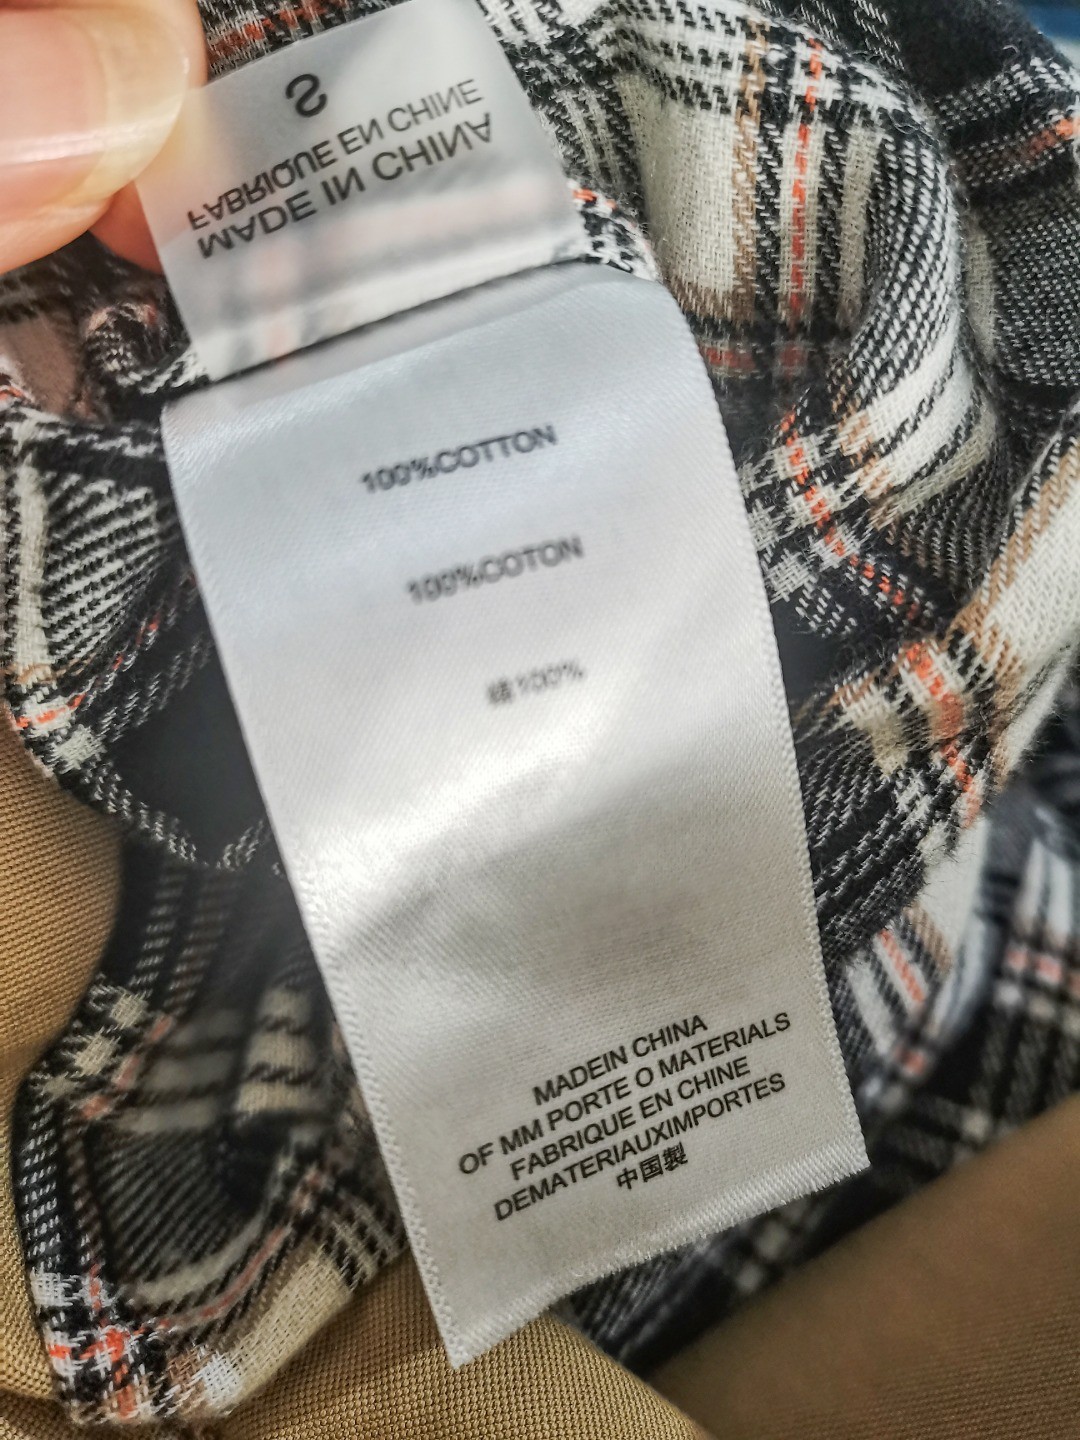 S
FABRIQUE EN CHINE
MADE IN CHINA
100%COTTON
100%COTON
綿100%
MADEIN CHINA
OF MM PORTE O MATERIALS
FABRIQUE EN CHINE
DEMATERIAUXIMPORTES
中国製